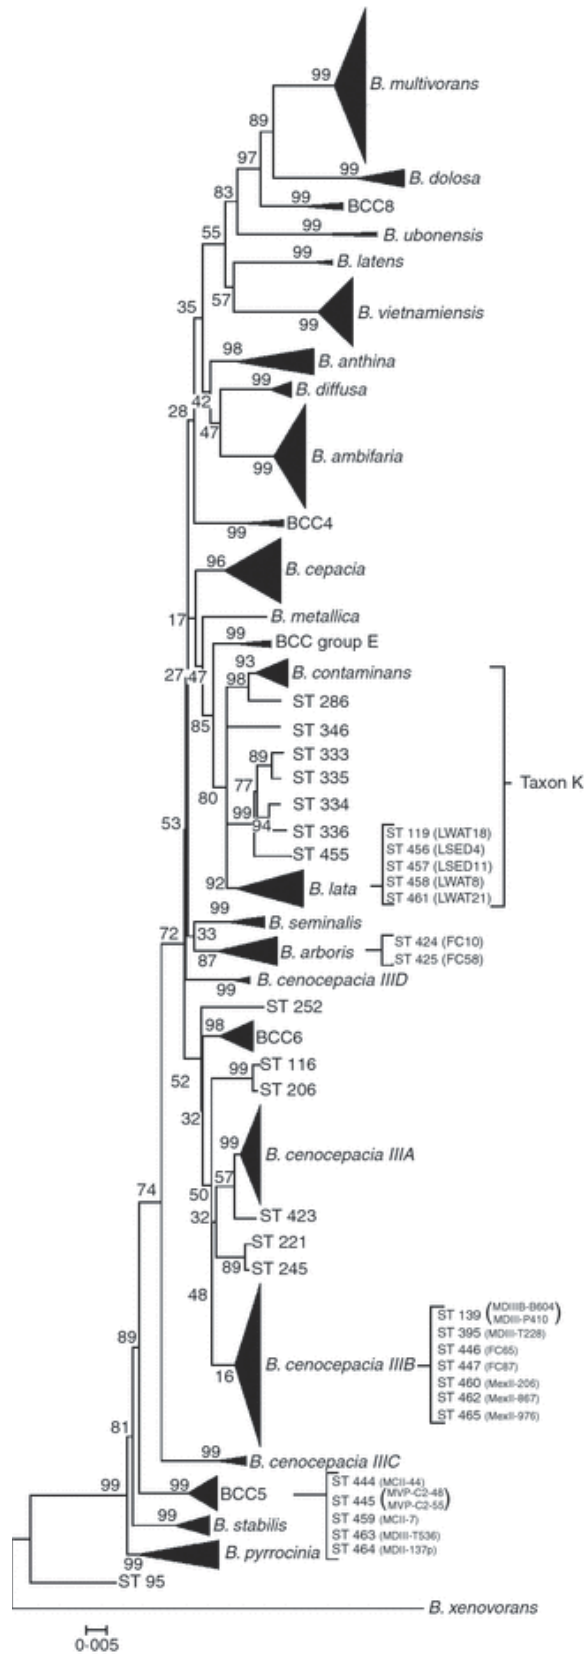 99
B. multivorans
89
99
B. dolosa
97
99
BCC8
83
99
B. ubonensis
55
99
B. latens
57
99
B. vietnamiensis
35
98
B. anthina
99
B. diffusa
42
28
47
99
B. ambifaria
99
BCC4
96
B. cepacia
17
B. metallica
99
BCC group E
93
B. contaminans
27
47
98
ST 286
85
ST 346
89
ST 333
77
ST 335
Taxon K
80
ST 334
99
94
ST 336
53
ST 455
ST 119 (LWAT18)
ST 456 (LSED4)
ST 457 (LSED11)
ST 458 (LWAT8)
ST 461 (LWAT21)
92
B. lata
99
B. seminalis
72
33
87
B. arboris
ST 424 (FC10)
ST 425 (FC58)
99
B. cenocepacia IIID
ST 252
98
BCC6
99
ST 116
52
ST 206
32
99
B. cenocepacia IIIA
57
74
50
32
ST 423
ST 221
89
ST 245
48
16
B. cenocepacia IIIB
ST 139 (MDIIIB-B604
MDIII-P410)
ST 395 (MDIII-T228)
ST 446 (FC65)
ST 447 (FC87)
ST 460 (MexII-206)
ST 462 (MexII-867)
ST 465 (MexII-976)
89
81
99
B. cenocepacia IIIC
99
99
BCC5
ST 444 (MCII-44)
ST 445 (MVP-C2-48
MVP-C2-55)
ST 459 (MCII-7)
ST 463 (MDIII-T536)
ST 464 (MDII-137p)
99
B. stabilis
99
B. pyrrocinia
ST 95
B. xenovorans
0·005